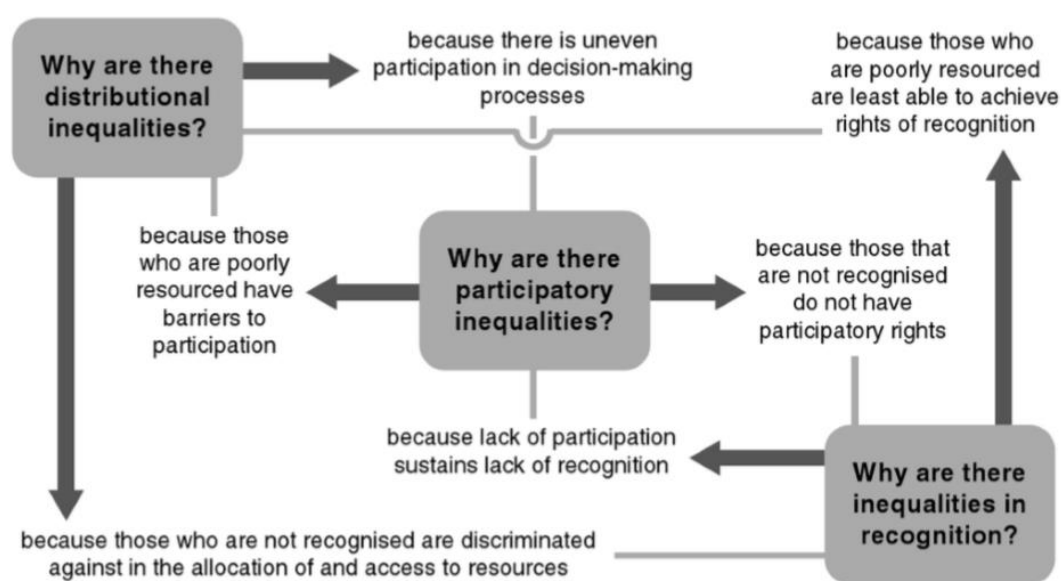 Why are there
distributional
inequalities?
because there is uneven
participation in decision-making
processes
because those who
are poorly resourced
are least able to achieve
rights of recognition
because those
who are poorly
resourced have
barriers to
participation
Why are there
participatory
inequalities?
because those that
are not recognised
do not have
participatory rights
because lack of participation
sustains lack of recognition
Why are there
inequalities in
recognition?
because those who are not recognised are discriminated
against in the allocation of and access to resources